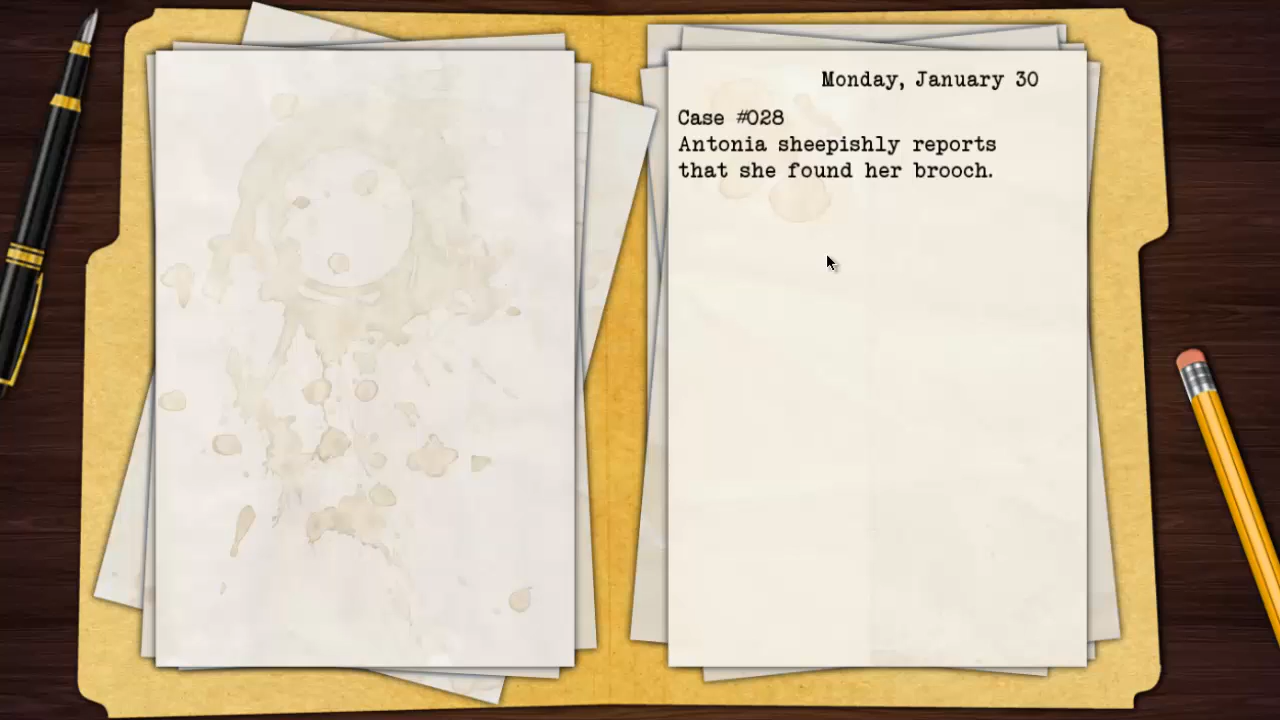 Monday, January 30
Case #028
Antonia sheepishly reports
that she found her brooch.